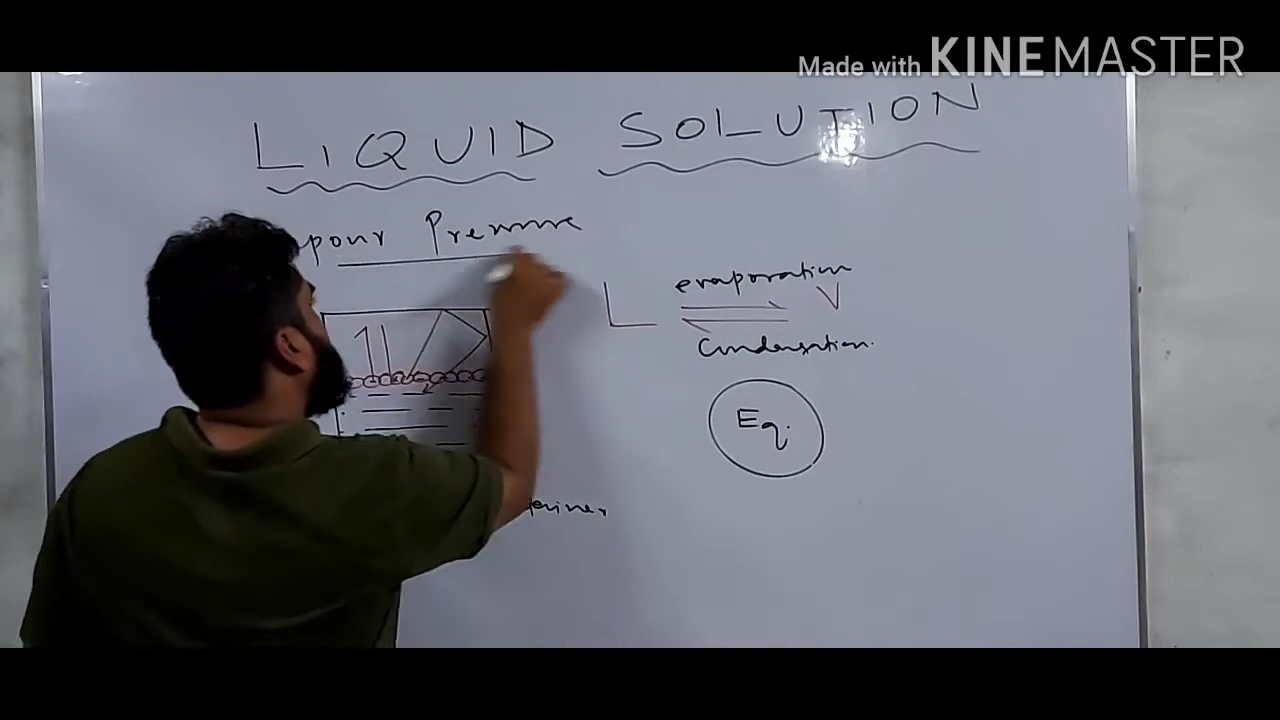 Made with KINEMASTER
LIQUID SOLUTION
pour Pressure
evaporation
L ⇌ V
Condensation.
Eq.